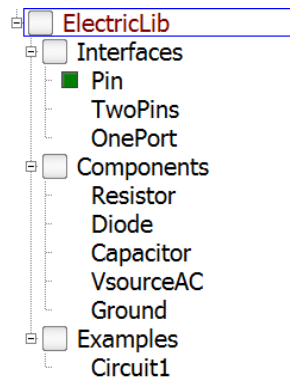 ElectricLib
Interfaces
Pin
TwoPins
OnePort
Components
Resistor
Diode
Capacitor
VsourceAC
Ground
Examples
Circuit1